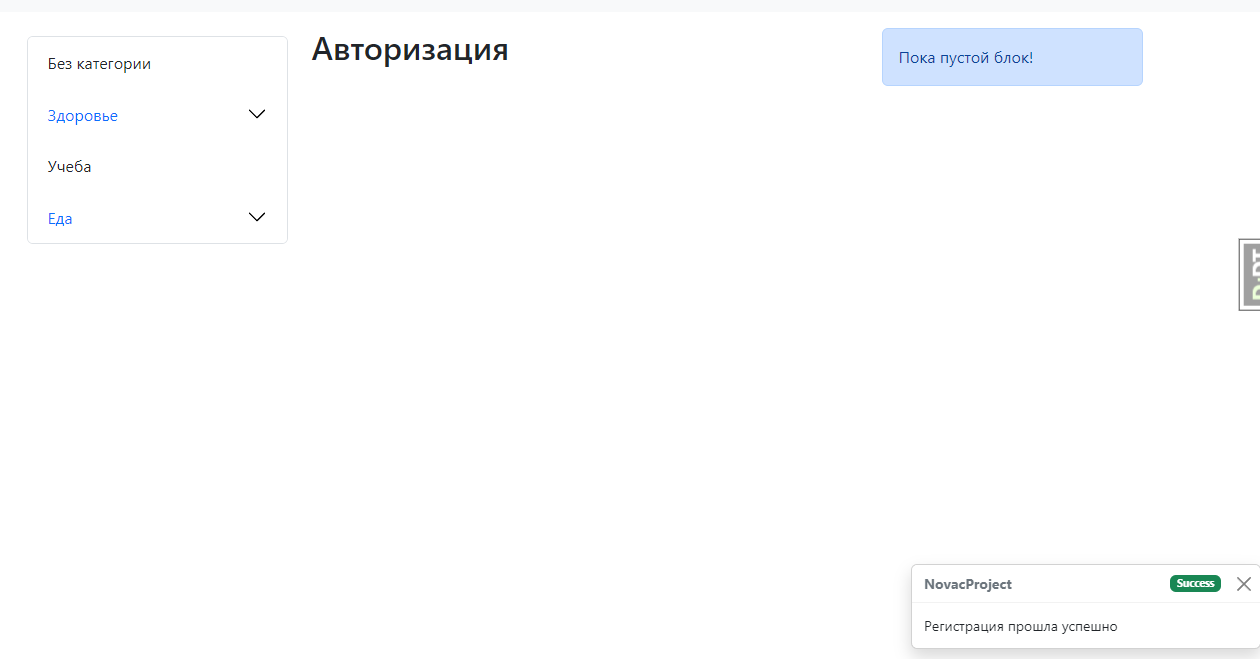 Без категории
Здоровье
Учеба
Еда
Авторизация
Пока пустой блок!
NovacProject Success
Регистрация прошла успешно